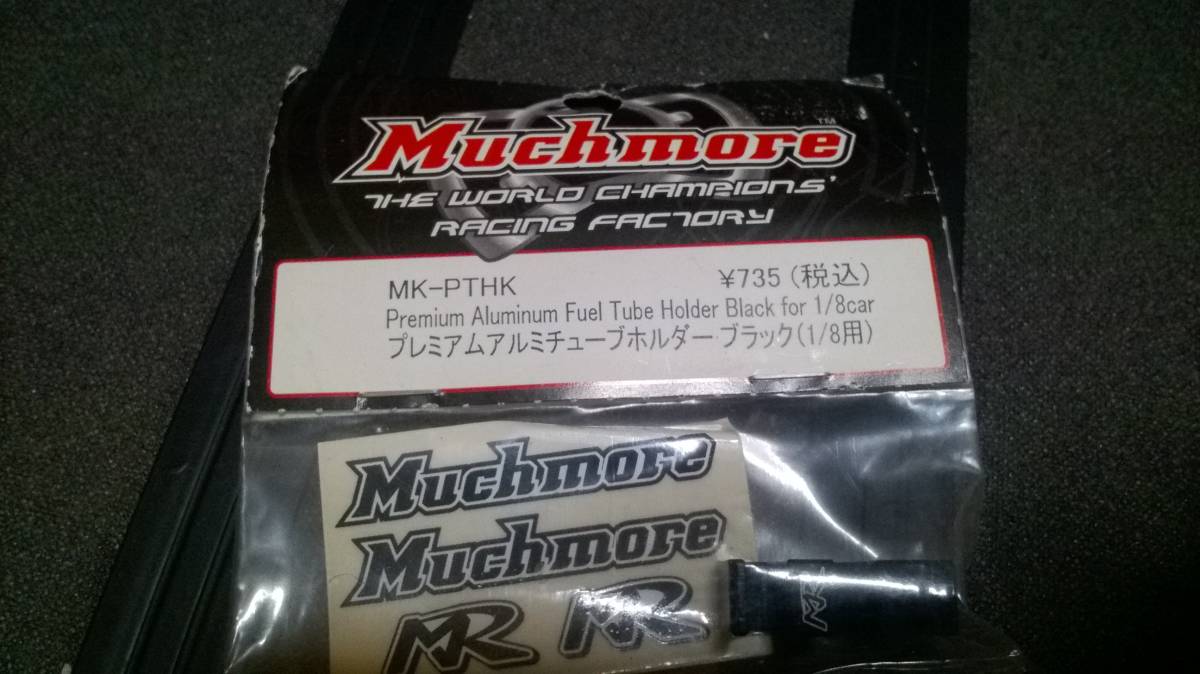 Muchmore™
THE WORLD CHAMPIONS'
RACING FACTORY
MK-PTHK ¥735(税込)
Premium Aluminum Fuel Tube Holder Black for 1/8car
プレミアムアルミチューブホルダー ブラック(1/8用)
Muchmore
Muchmore
MR MR
MR